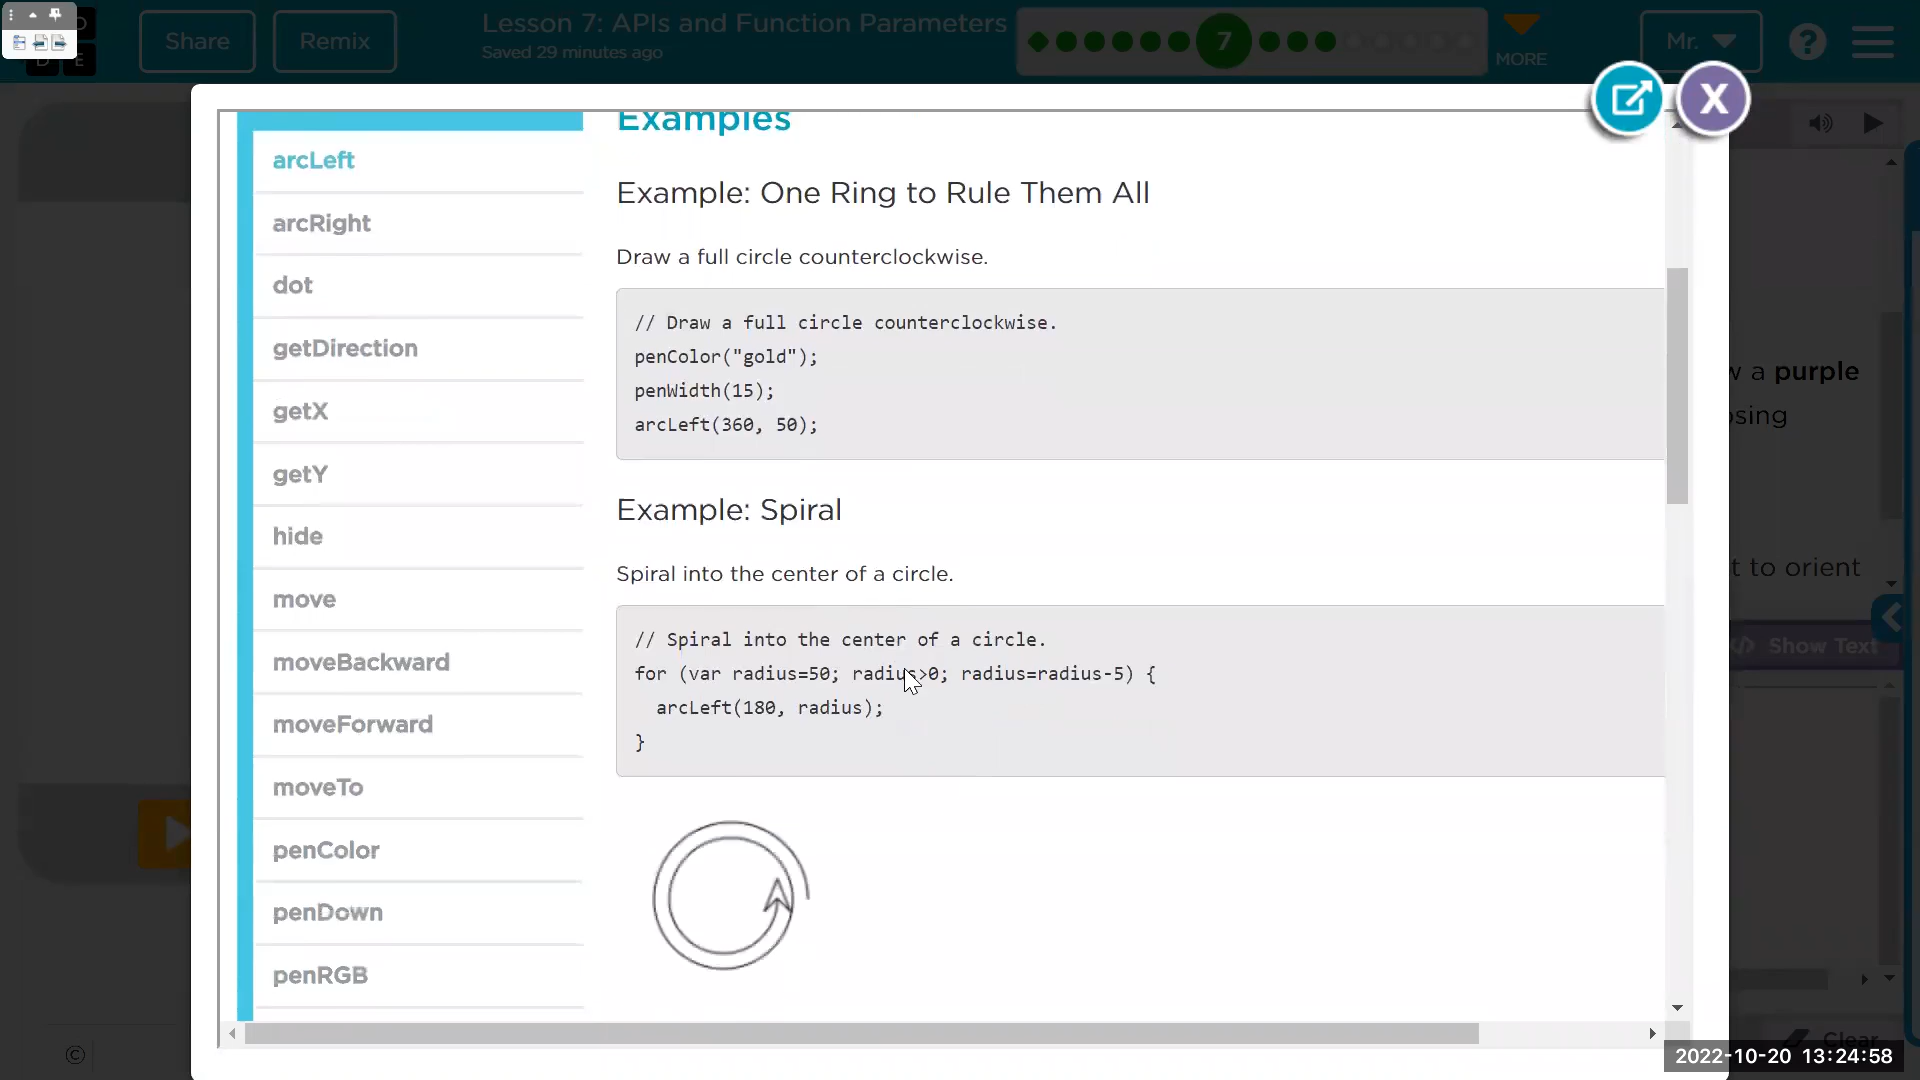 Share
Remix
Lesson 7: APIs and Function Parameters
Saved 29 minutes ago
7
MORE
Mr.
?
X
Examples
arcLeft
arcRight
dot
getDirection
getX
getY
hide
move
moveBackward
moveForward
moveTo
penColor
penDown
penRGB
Example: One Ring to Rule Them All
Draw a full circle counterclockwise.
// Draw a full circle counterclockwise.
penColor("gold");
penWidth(15);
arcLeft(360, 50);
Example: Spiral
Spiral into the center of a circle.
// Spiral into the center of a circle.
for (var radius=50; radius>0; radius=radius-5) {
arcLeft(180, radius);
}
a purple
t to orient
</> Show Text
©
Clear
2022-10-20 13:24:58